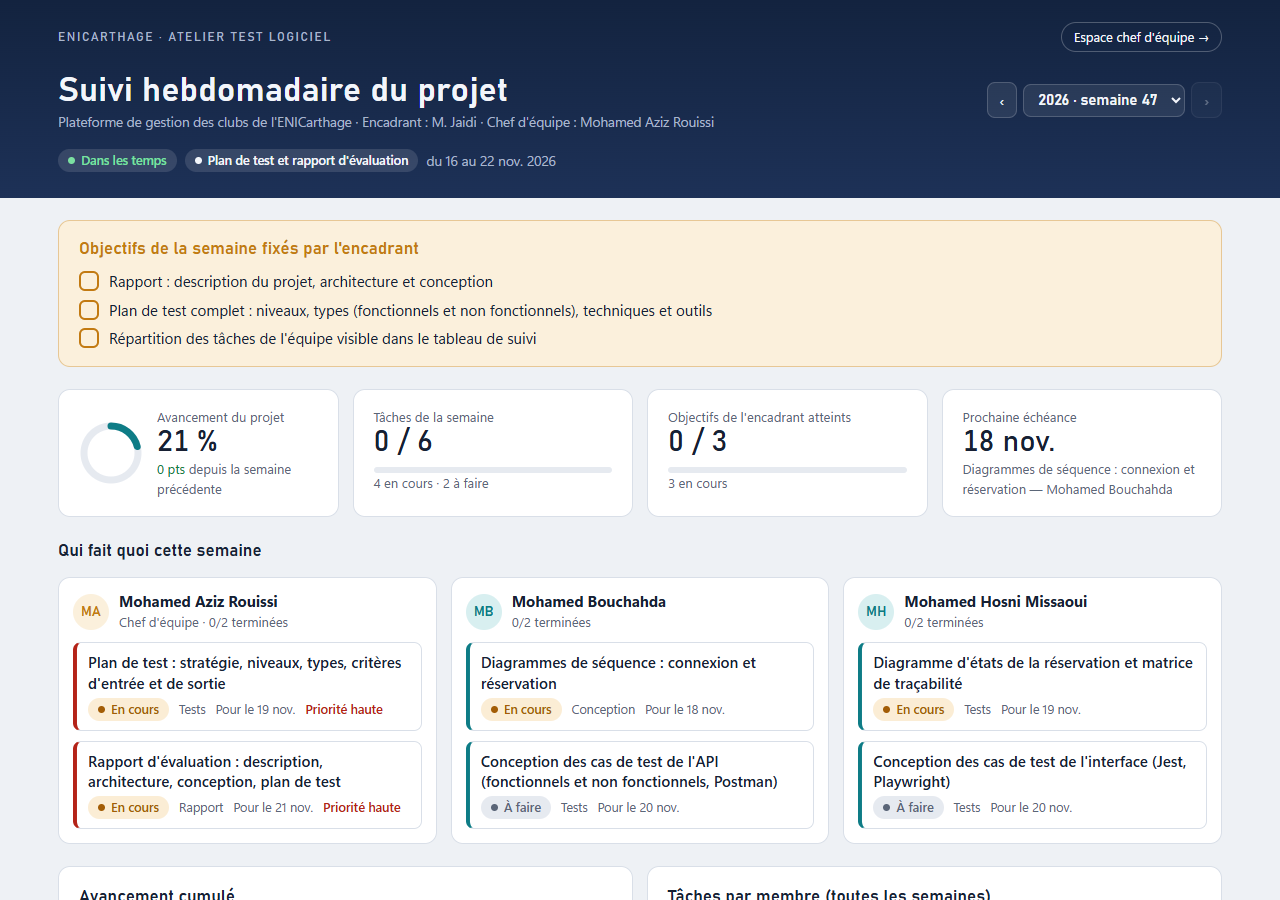 ENICARTHAGE · ATELIER TEST LOGICIEL
Espace chef d'équipe →
Suivi hebdomadaire du projet
‹
2026 · semaine 47
›
Plateforme de gestion des clubs de l'ENICarthage · Encadrant : M. Jaidi · Chef d'équipe : Mohamed Aziz Rouissi
Dans les temps
Plan de test et rapport d'évaluation
du 16 au 22 nov. 2026
Objectifs de la semaine fixés par l'encadrant
Rapport : description du projet, architecture et conception
Plan de test complet : niveaux, types (fonctionnels et non fonctionnels), techniques et outils
Répartition des tâches de l'équipe visible dans le tableau de suivi
Avancement du projet
21 %
0 pts depuis la semaine
précédente
Tâches de la semaine
0 / 6
4 en cours · 2 à faire
Objectifs de l'encadrant atteints
0 / 3
3 en cours
Prochaine échéance
18 nov.
Diagrammes de séquence : connexion et
réservation — Mohamed Bouchahda
Qui fait quoi cette semaine
MA
Mohamed Aziz Rouissi
Chef d'équipe · 0/2 terminées
Plan de test : stratégie, niveaux, types, critères
d'entrée et de sortie
En cours Tests Pour le 19 nov. Priorité haute
Rapport d'évaluation : description,
architecture, conception, plan de test
En cours Rapport Pour le 21 nov. Priorité haute
MB
Mohamed Bouchahda
0/2 terminées
Diagrammes de séquence : connexion et
réservation
En cours Conception Pour le 18 nov.
Conception des cas de test de l'API
(fonctionnels et non fonctionnels, Postman)
À faire Tests Pour le 20 nov.
MH
Mohamed Hosni Missaoui
0/2 terminées
Diagramme d'états de la réservation et matrice
de traçabilité
En cours Tests Pour le 19 nov.
Conception des cas de test de l'interface (Jest,
Playwright)
À faire Tests Pour le 20 nov.
Avancement cumulé
Tâches par membre (toutes les semaines)